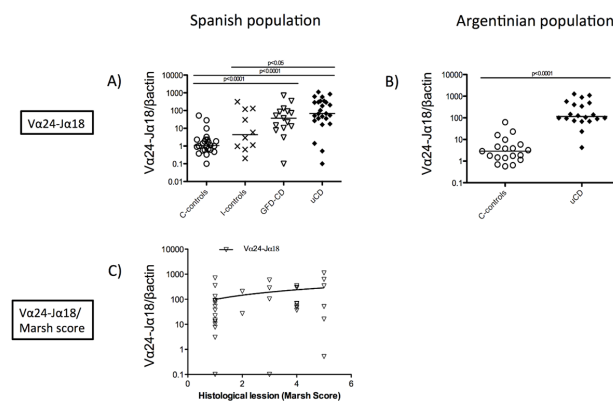 Spanish population
Argentinian population
A)
p<0.05
p<0.0001
p<0.0001
Vα24-Jα18/βactin
10000
1000
100
10
1
0.1
0.01
C-controls
I-controls
GFD-CD
uCD
B)
p<0.0001
Vα24-Jα18/βactin
10000
1000
100
10
1
0.1
C-controls
uCD
Vα24-Jα18
C)
Vα24-Jα18
Vα24-Jα18/βactin
10000
1000
100
10
1
0.1
0
2
4
6
Histological lession (Marsh Score)
Vα24-Jα18/
Marsh score